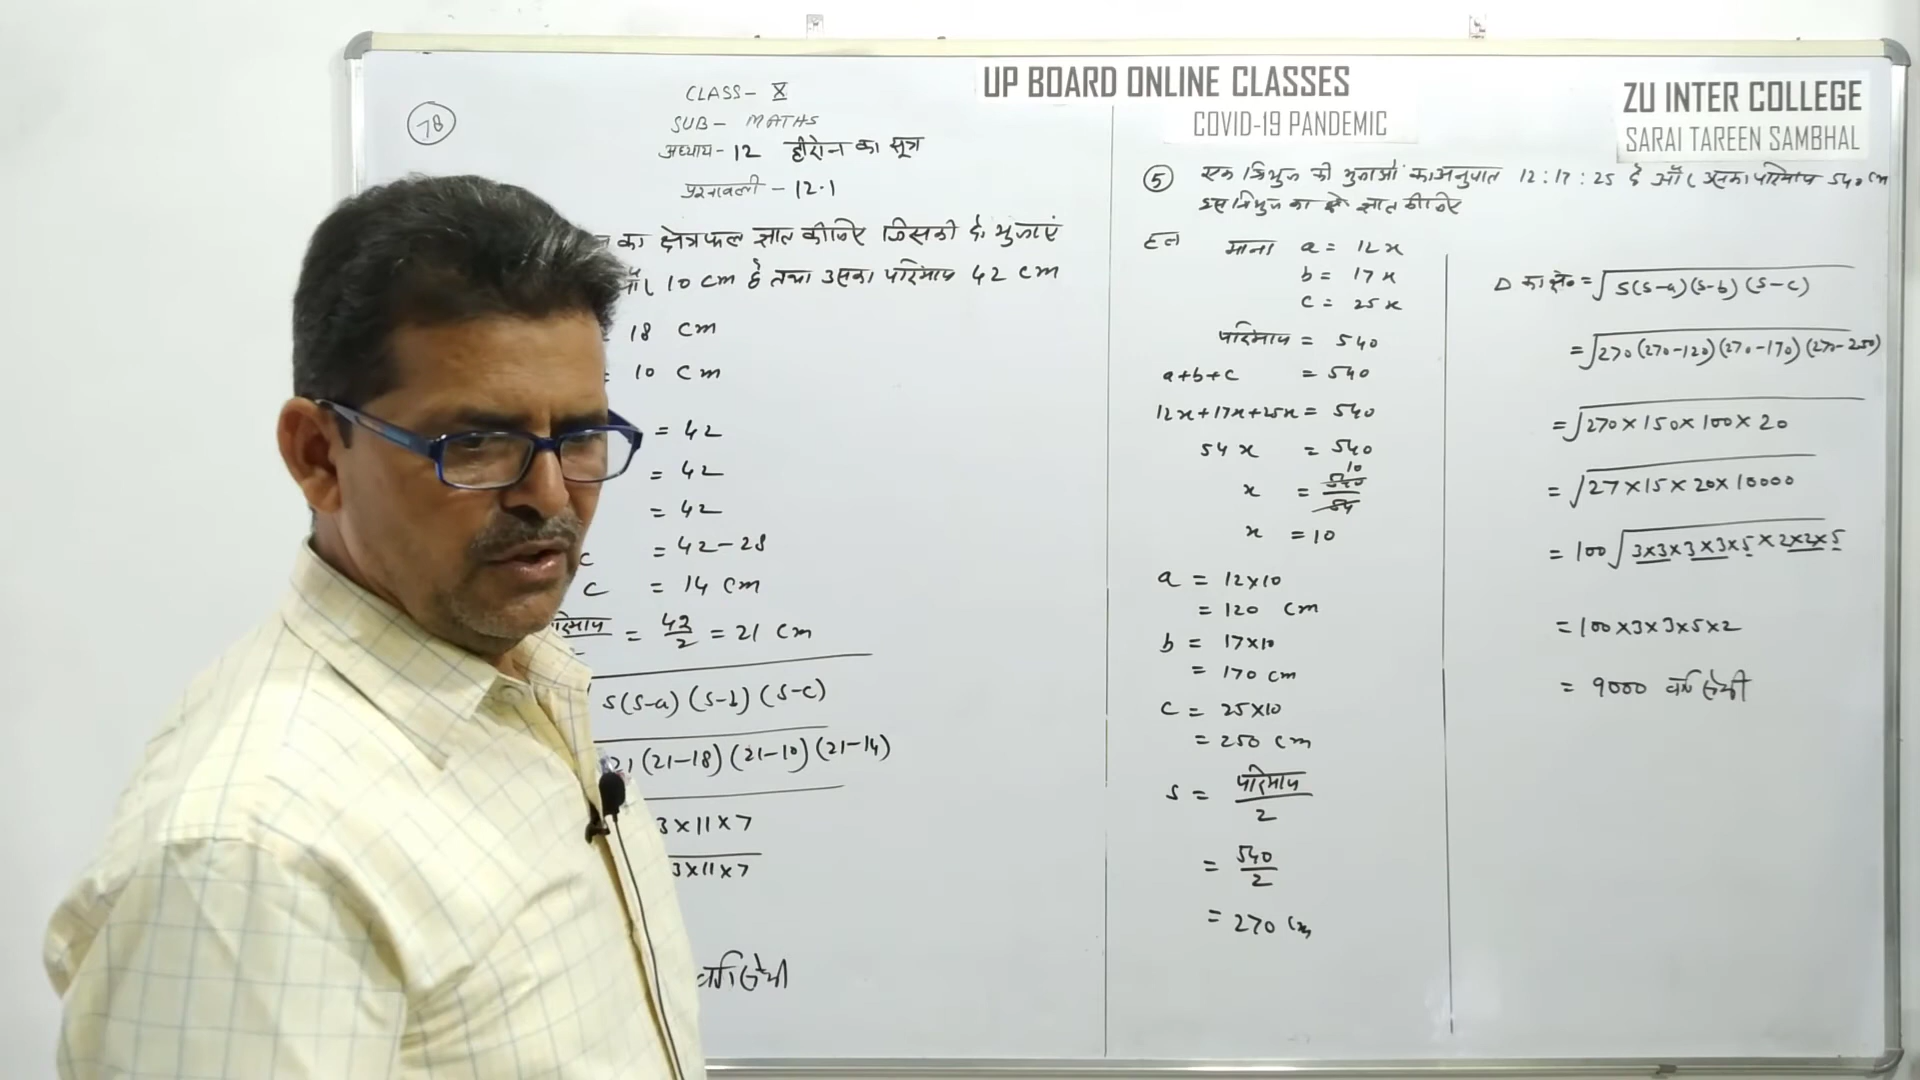 UP BOARD ONLINE CLASSES
COVID-19 PANDEMIC
ZU INTER COLLEGE
SARAI TAREEN SAMBHAL
78
CLASS- X
SUB- MATHS
अध्याय-12 हीरोन का सूत्र
प्रश्नावली-12.1
का क्षेत्रफल ज्ञात कीजिए जिसकी दो भुजाएं
10 cm है तथा उसका परिमाप 42 cm
18 cm
= 10 cm
= 42
= 42
= 42
c = 42-28
c = 14 cm
= 42/2 = 21 cm
s(s-a)(s-b)(s-c)
21(21-18)(21-10)(21-14)
3×11×7
3×11×7
वर्ग सेमी
5 एक त्रिभुज की भुजाओं का अनुपात 12:17:25 है और उसका परिमाप 540 cm
इस त्रिभुज का क्षे० ज्ञात कीजिए
हल माना a = 12x
b = 17x
c = 25x
परिमाप = 540
a+b+c = 540
12x+17x+25x = 540
54x = 540
x = 540/54 10
x = 10
a = 12×10
= 120 cm
b = 17×10
= 170 cm
c = 25×10
= 250 cm
s = परिमाप/2
= 540/2
= 270 cm
Δ का क्षे० = √s(s-a)(s-b)(s-c)
= √270(270-120)(270-170)(270-250)
= √270×150×100×20
= √27×15×20×10000
= 100√3×3×3×3×5×2×2×5
= 100×3×3×5×2
= 9000 वर्ग सेमी